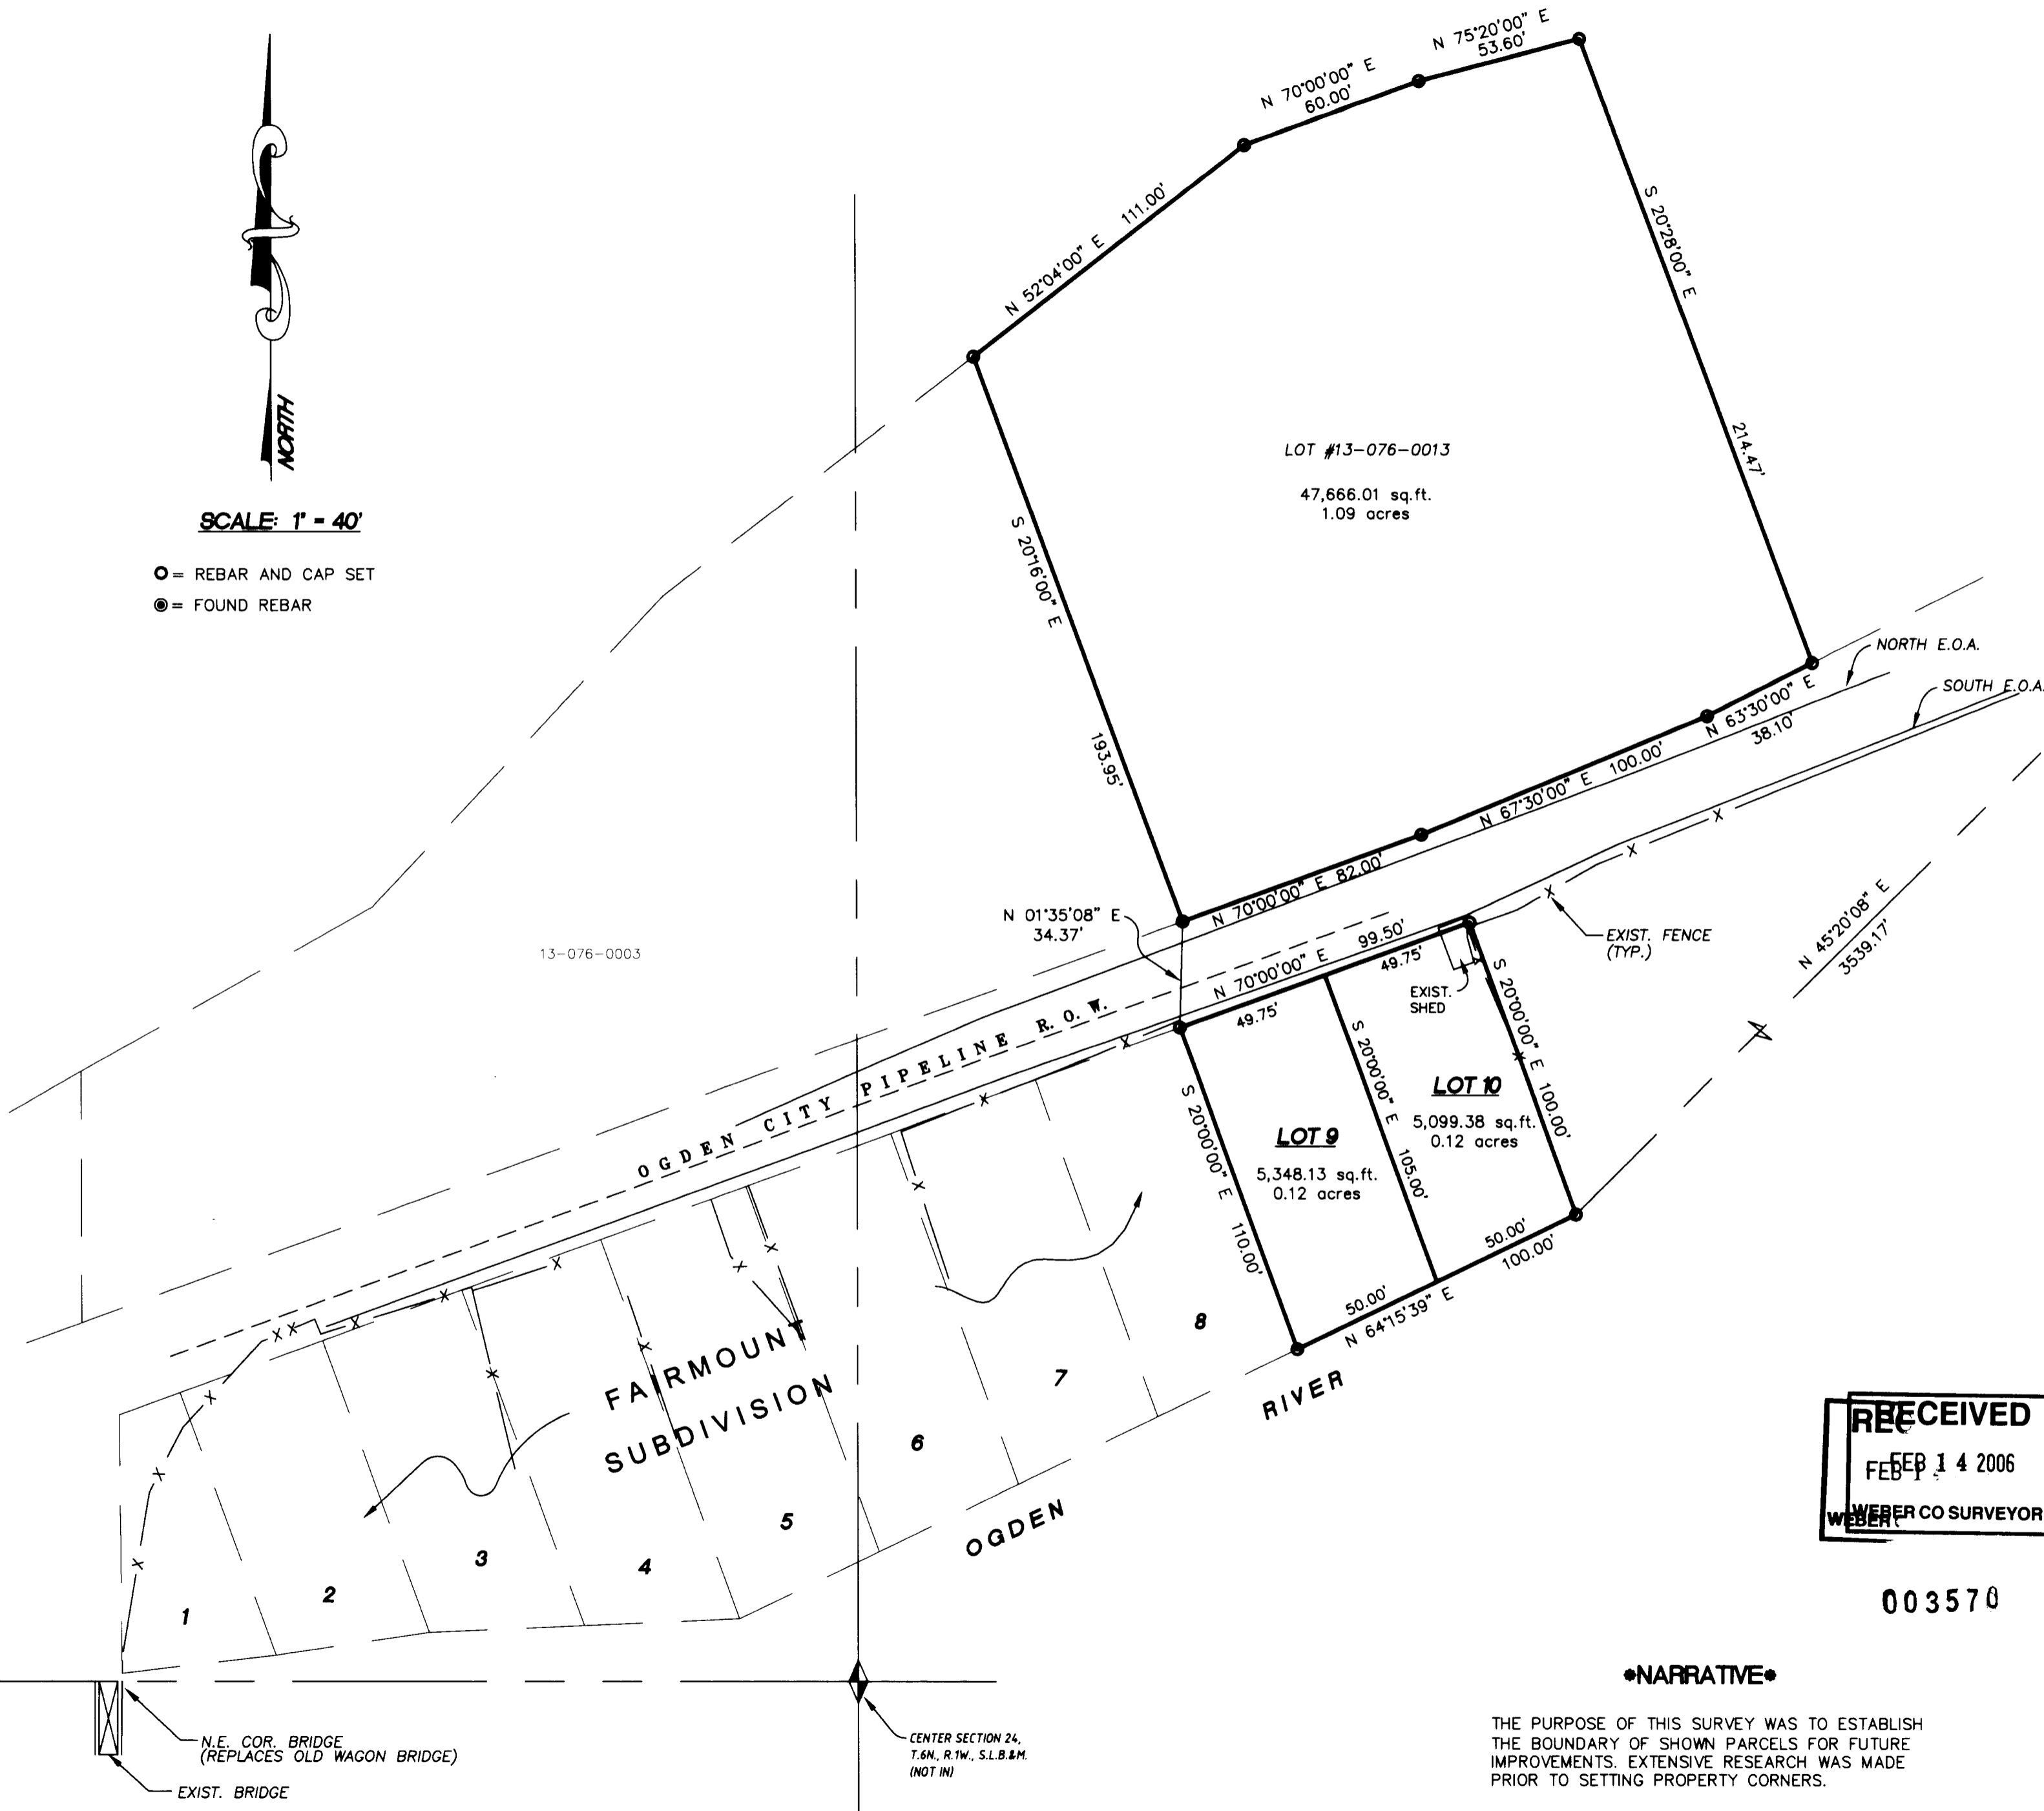 N 75°20'00" E
53.60'
N 70°00'00" E
60.00'
N 52°04'00" E 111.00'
S 20°28'00" E 214.47'
NORTH
SCALE: 1" = 40'
= REBAR AND CAP SET
= FOUND REBAR
LOT #13-076-0013
47,666.01 sq.ft.
1.09 acres
S 20°16'00" E 193.95'
NORTH E.O.A.
SOUTH E.O.A.
N 63°30'00" E
38.10'
N 67°30'00" E 100.00'
N 70°00'00" E 82.00'
N 01°35'08" E
34.37'
13-076-0003
N 70°00'00" E 99.50'
49.75'
49.75'
EXIST. FENCE
(TYP.)
EXIST.
SHED
N 45°20'08" E
3539.17'
OGDEN CITY PIPELINE R.O.W.
S 20°00'00" E 110.00'
S 20°00'00" E 105.00'
S 20°00'00" E 100.00'
LOT 10
5,099.38 sq.ft.
0.12 acres
LOT 9
5,348.13 sq.ft.
0.12 acres
50.00'
50.00'
100.00'
N 64°15'39" E
FAIRMOUNT
SUBDIVISION
1
2
3
4
5
6
7
8
OGDEN RIVER
RECEIVED
FEB 14 2006
WEBER CO SURVEYOR
REC
FEB 1
WEBER C
003570
N.E. COR. BRIDGE
(REPLACES OLD WAGON BRIDGE)
EXIST. BRIDGE
CENTER SECTION 24,
T.6N., R.1W., S.L.B.&M.
(NOT IN)
*NARRATIVE*
THE PURPOSE OF THIS SURVEY WAS TO ESTABLISH
THE BOUNDARY OF SHOWN PARCELS FOR FUTURE
IMPROVEMENTS. EXTENSIVE RESEARCH WAS MADE
PRIOR TO SETTING PROPERTY CORNERS.